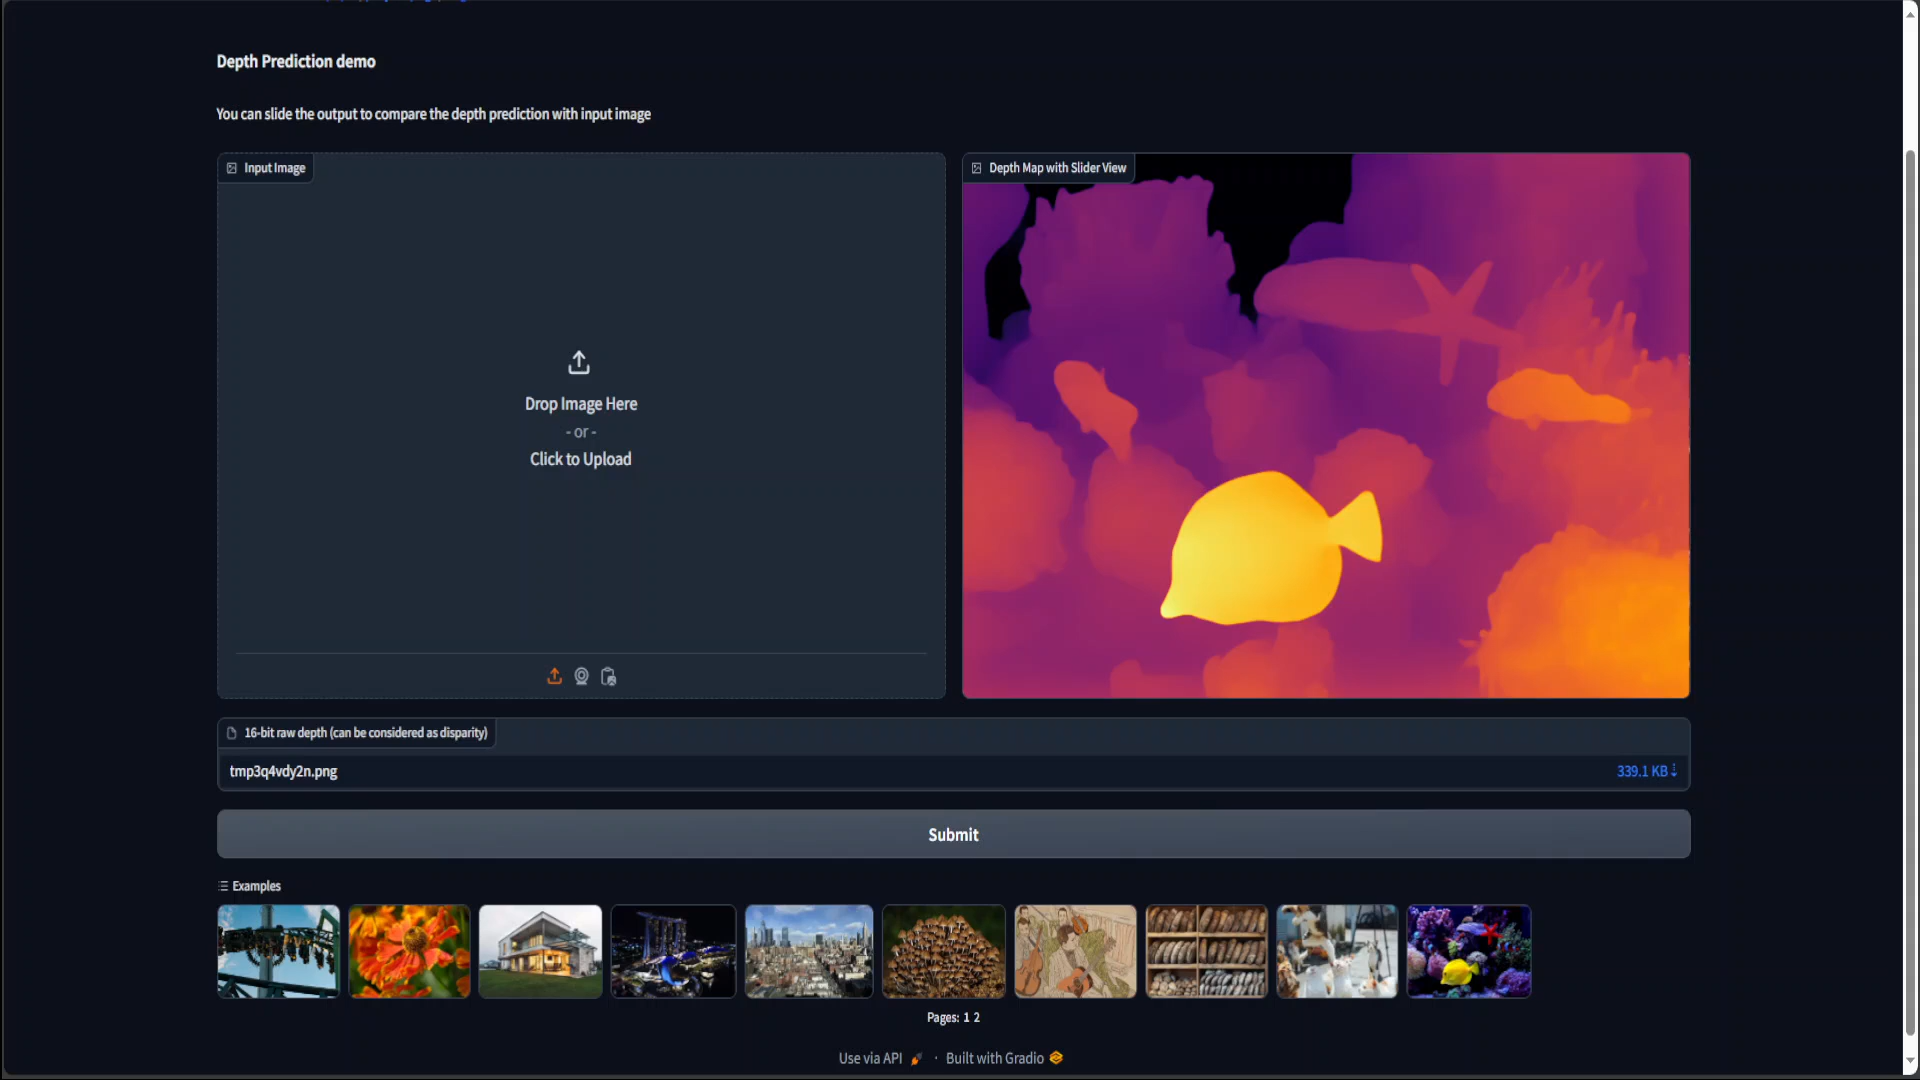 Depth Prediction demo
You can slide the output to compare the depth prediction with input image
Input Image
Drop Image Here
- or -
Click to Upload
Depth Map with Slider View
16-bit raw depth (can be considered as disparity)
tmp3q4vdy2n.png
339.1 KB ⇣
Submit
Examples
Pages: 1 2
Use via API
·
Built with Gradio